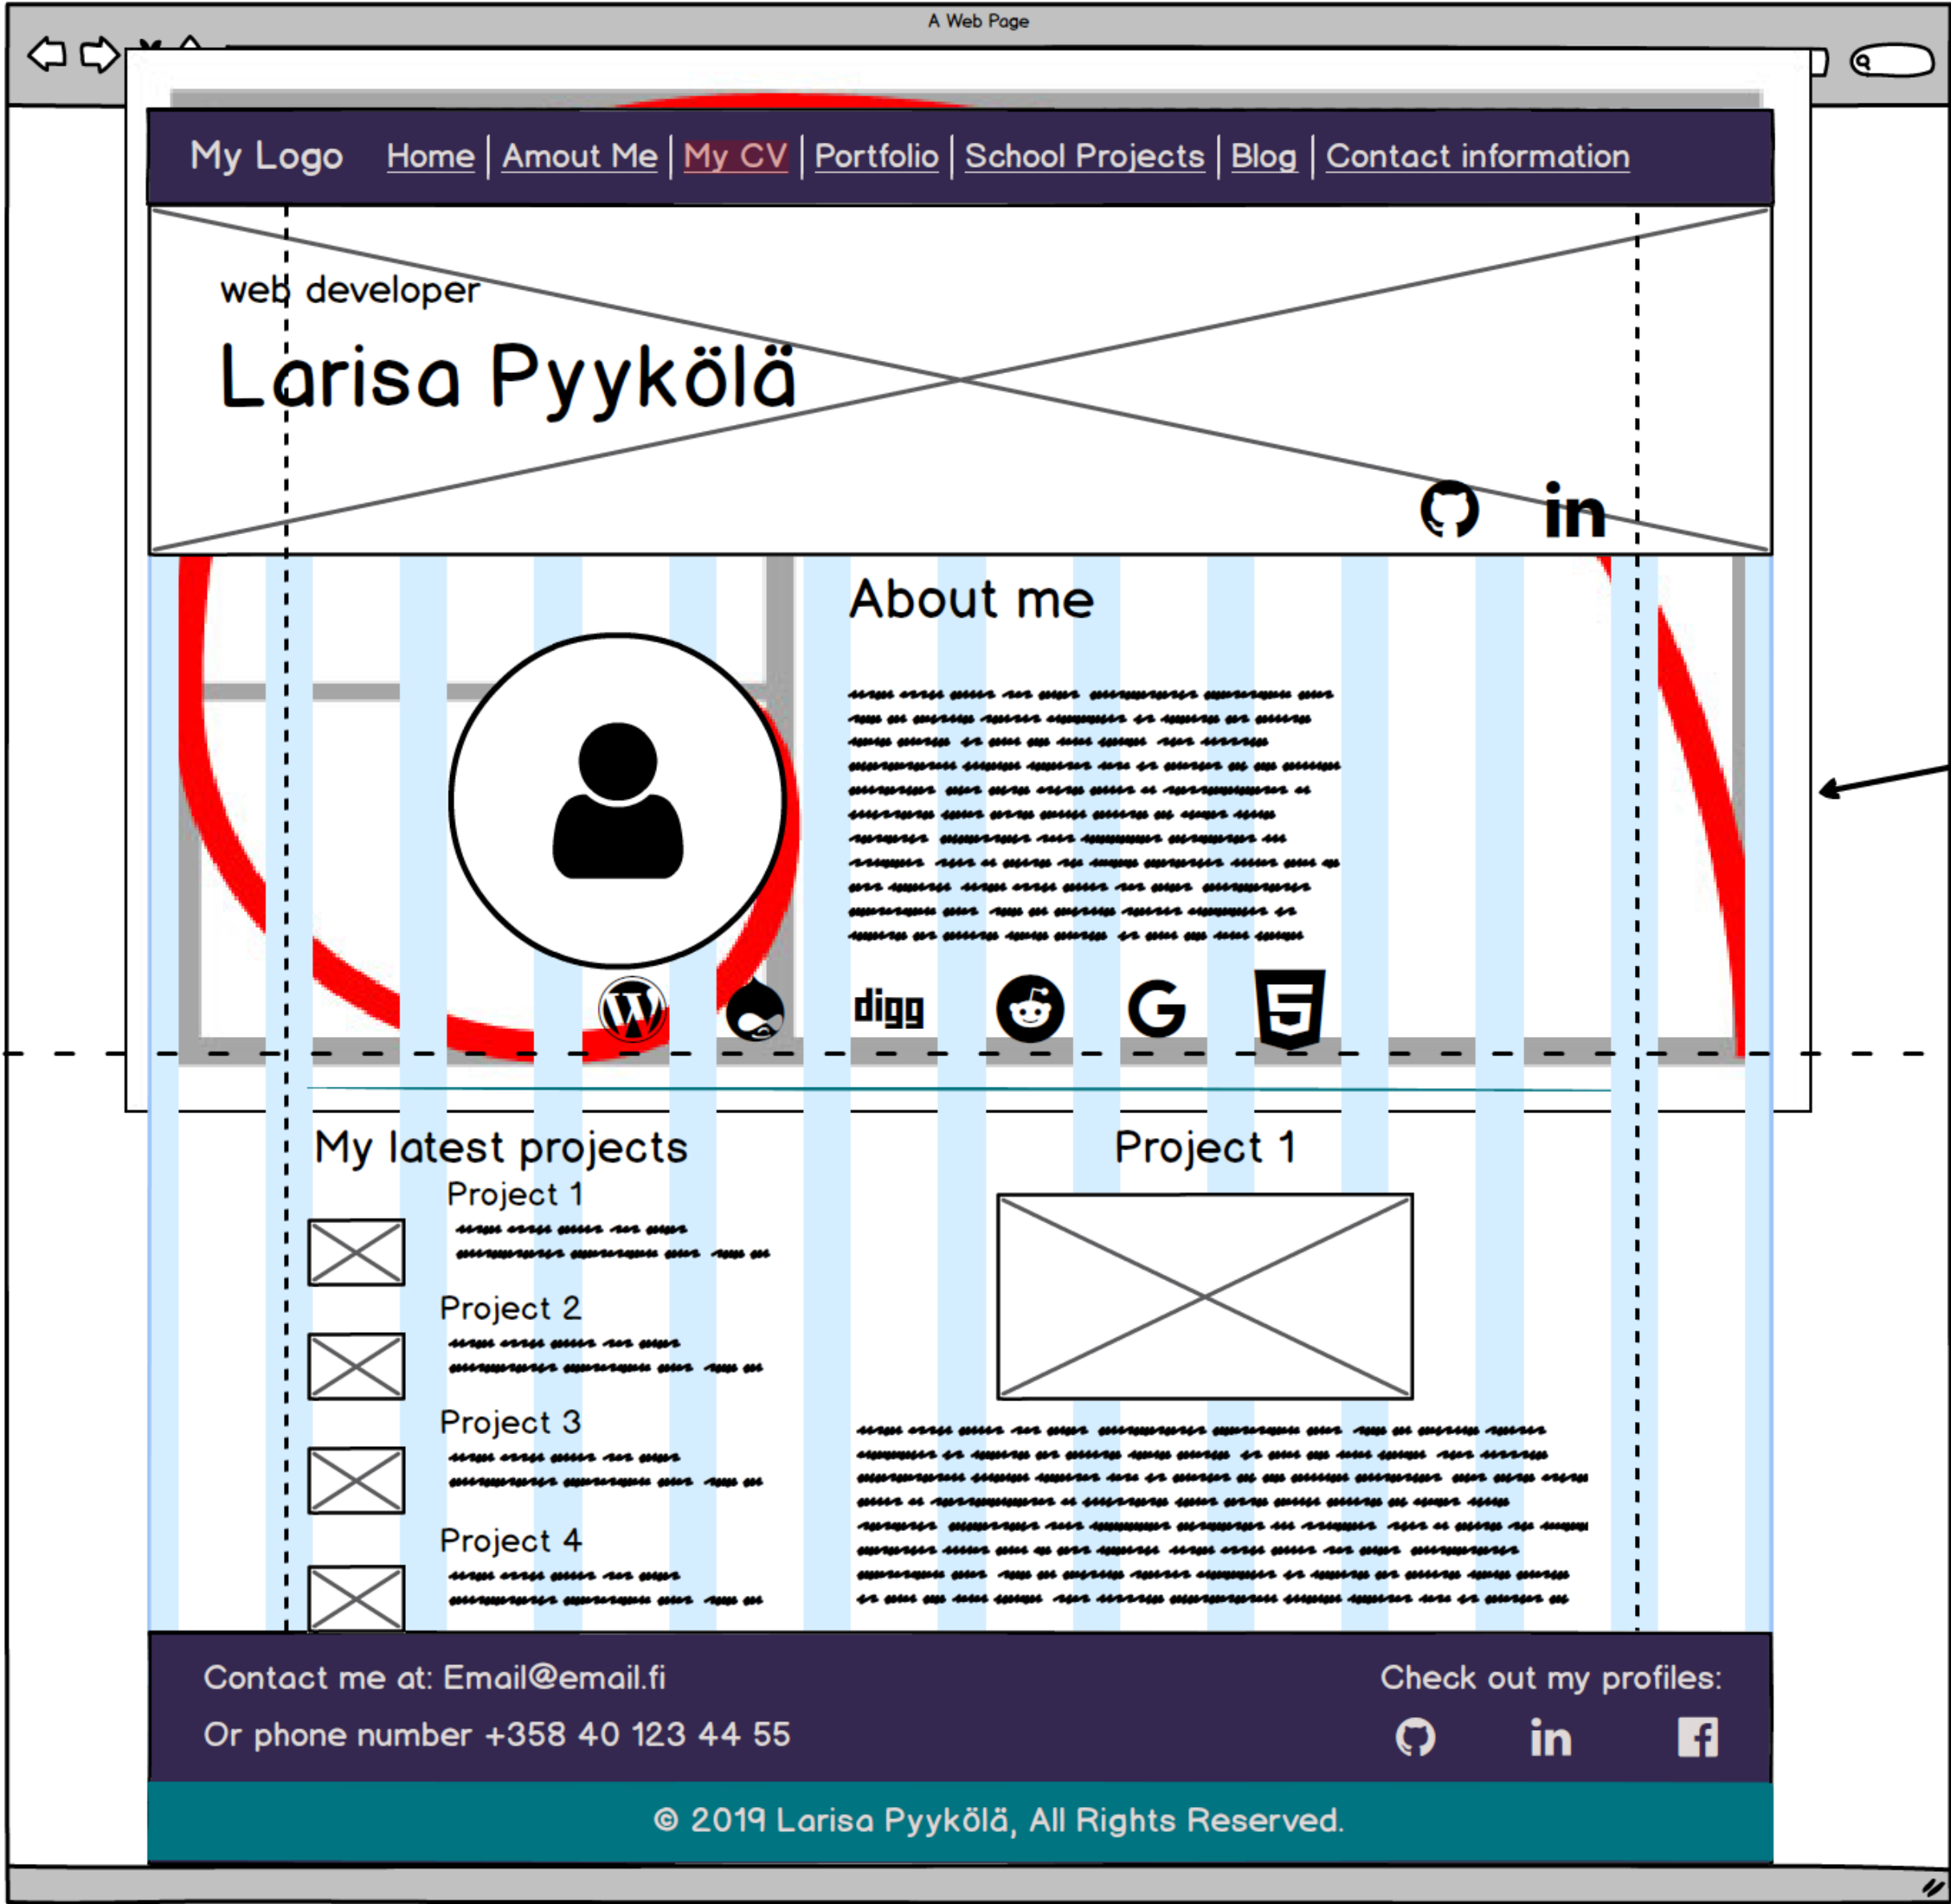 A Web Page
My Logo Home Amout Me My CV Portfolio School Projects Blog Contact information
web developer
Larisa Pyykölä
in
About me
digg
G
5
My latest projects
Project 1
Project 1
Project 2
Project 3
Project 4
Contact me at: Email@email.fi
Or phone number +358 40 123 44 55
Check out my profiles:
in
© 2019 Larisa Pyykölä, All Rights Reserved.